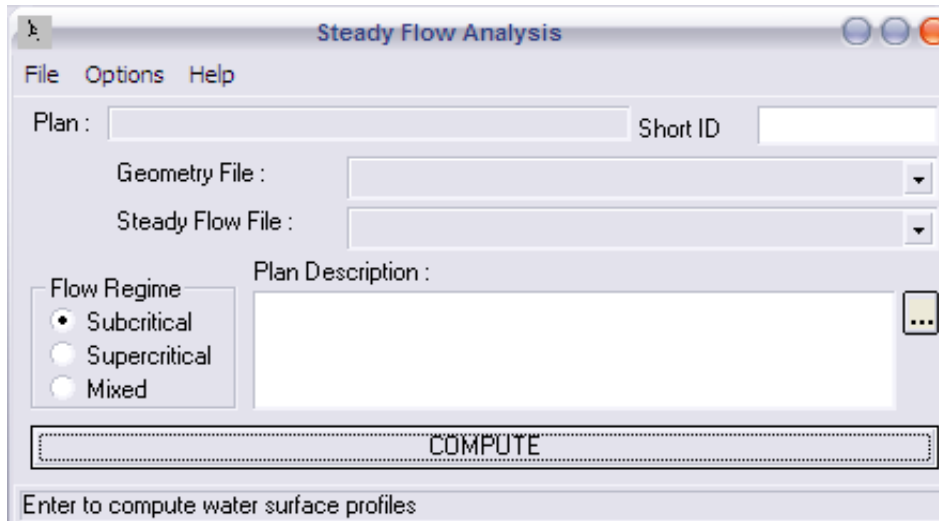 Steady Flow Analysis
File Options Help
Plan : Short ID
Geometry File :
Steady Flow File :
Plan Description :
Flow Regime
Subcritical
Supercritical
Mixed
...
COMPUTE
Enter to compute water surface profiles